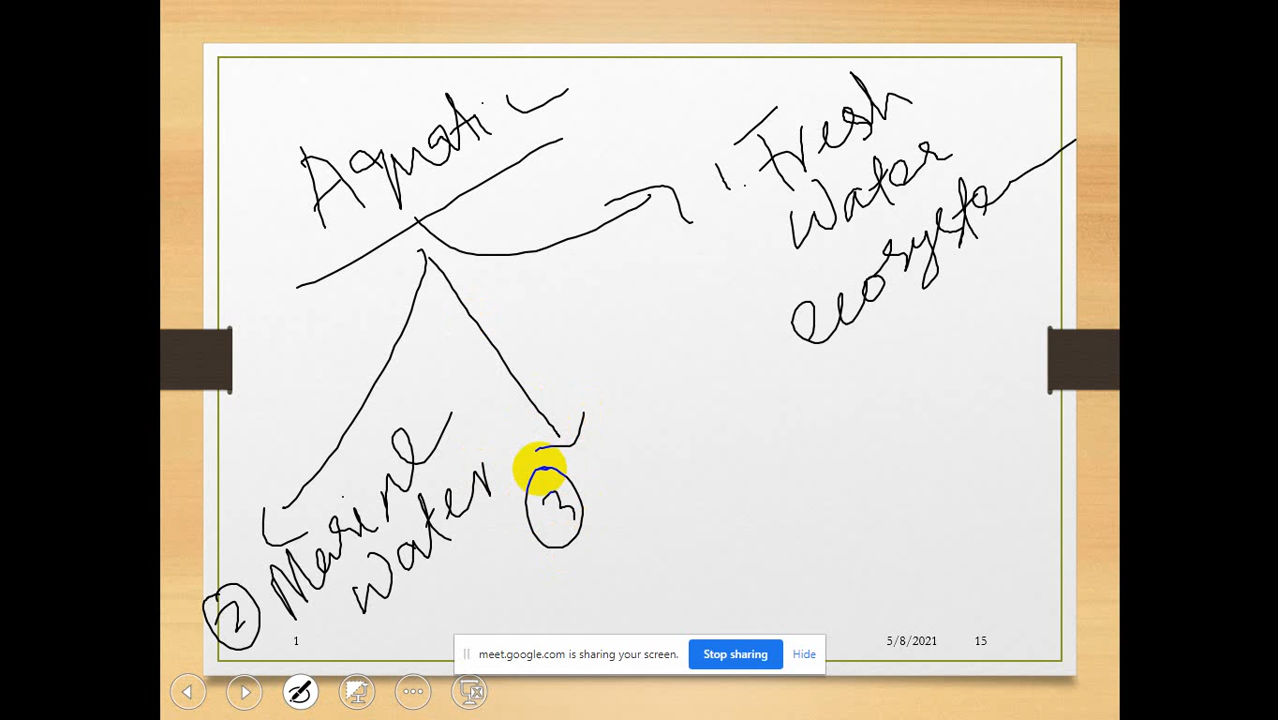 Aquatic
1. Fresh
Water
ecosyste
2 Marine
Water
3
1
5/8/2021
15
meet.google.com is sharing your screen.
Stop sharing
Hide